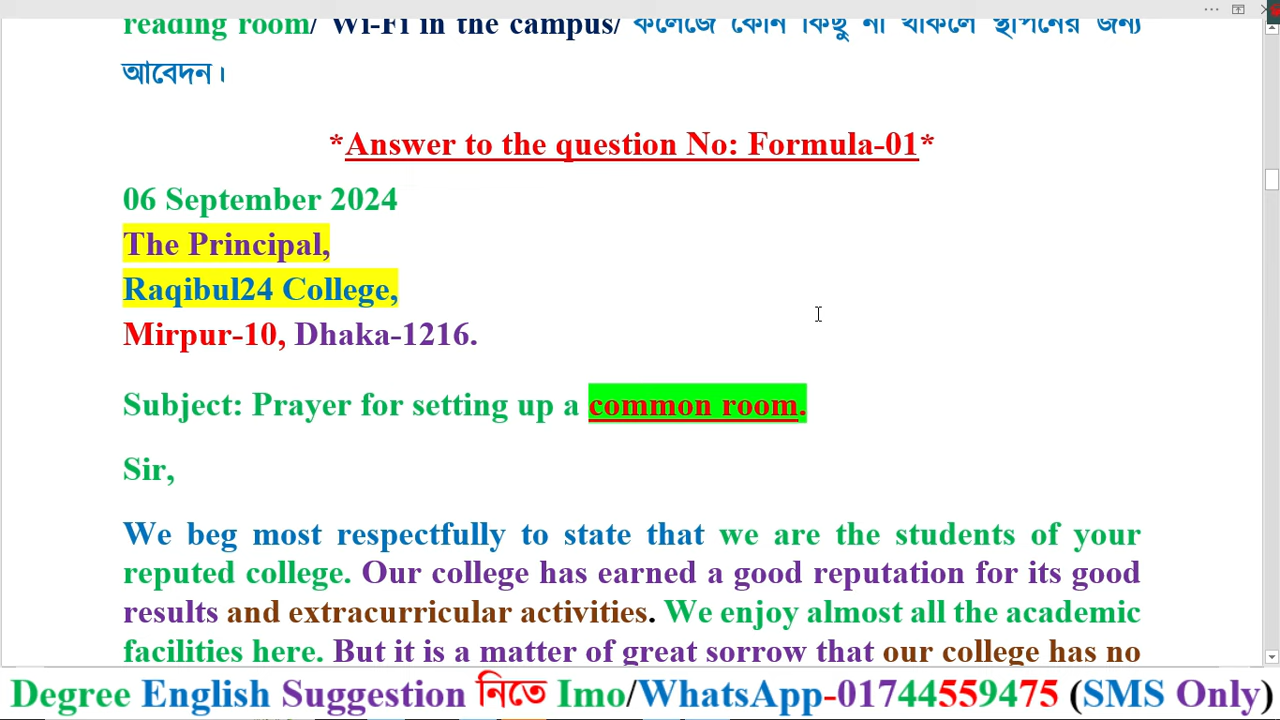 reading room/ Wi-Fi in the campus/ কলেজে কোন কিছু না থাকলে স্থাপনের জন্য
আবেদন।
*Answer to the question No: Formula-01*
06 September 2024
The Principal,
Raqibul24 College,
Mirpur-10, Dhaka-1216.
Subject: Prayer for setting up a common room.
Sir,
We beg most respectfully to state that we are the students of your
reputed college. Our college has earned a good reputation for its good
results and extracurricular activities. We enjoy almost all the academic
facilities here. But it is a matter of great sorrow that our college has no
Degree English Suggestion নিতে Imo/WhatsApp-01744559475 (SMS Only)